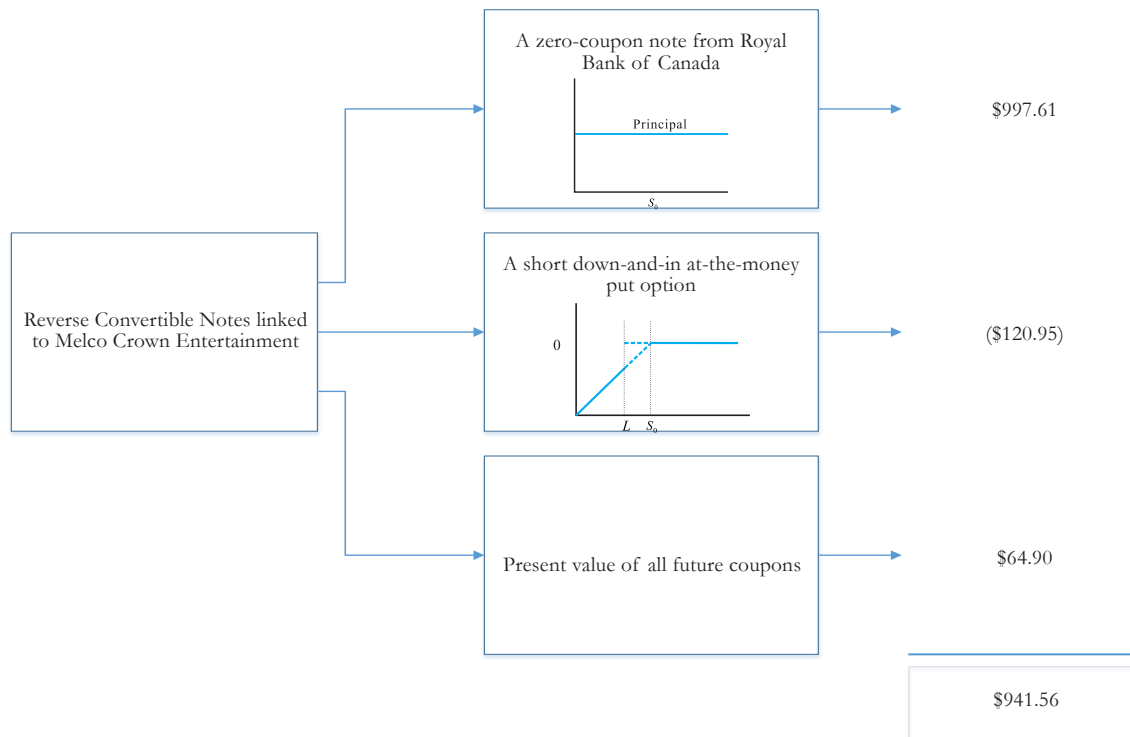 A zero-coupon note from Royal
Bank of Canada
Principal
S₀
$997.61
Reverse Convertible Notes linked
to Melco Crown Entertainment
A short down-and-in at-the-money
put option
0
L S₀
($120.95)
Present value of all future coupons
$64.90
$941.56